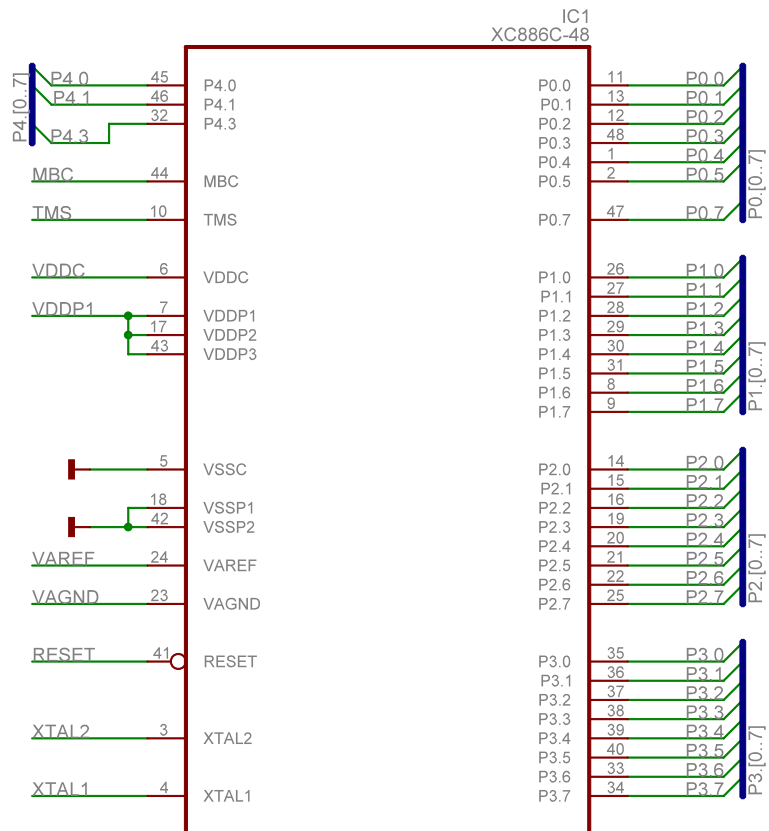 IC1
XC886C-48
P4.[0..7]
P4.0 45 P4.0
P4.1 46 P4.1
32 P4.3
P4.3
MBC 44 MBC
TMS 10 TMS
VDDC 6 VDDC
VDDP1 7 VDDP1
17 VDDP2
43 VDDP3
5 VSSC
18 VSSP1
42 VSSP2
VAREF 24 VAREF
VAGND 23 VAGND
RESET 41 RESET
XTAL2 3 XTAL2
XTAL1 4 XTAL1
P0.0 11 P0.0
P0.1 13 P0.1
P0.2 12 P0.2
P0.3 48 P0.3
P0.4 1 P0.4
P0.5 2 P0.5
P0.7 47 P0.7
P0.[0..7]
P1.0 26 P1.0
P1.1 27 P1.1
P1.2 28 P1.2
P1.3 29 P1.3
P1.4 30 P1.4
P1.5 31 P1.5
P1.6 8 P1.6
P1.7 9 P1.7
P1.[0..7]
P2.0 14 P2.0
P2.1 15 P2.1
P2.2 16 P2.2
P2.3 19 P2.3
P2.4 20 P2.4
P2.5 21 P2.5
P2.6 22 P2.6
P2.7 25 P2.7
P2.[0..7]
P3.0 35 P3.0
P3.1 36 P3.1
P3.2 37 P3.2
P3.3 38 P3.3
P3.4 39 P3.4
P3.5 40 P3.5
P3.6 33 P3.6
P3.7 34 P3.7
P3.[0..7]